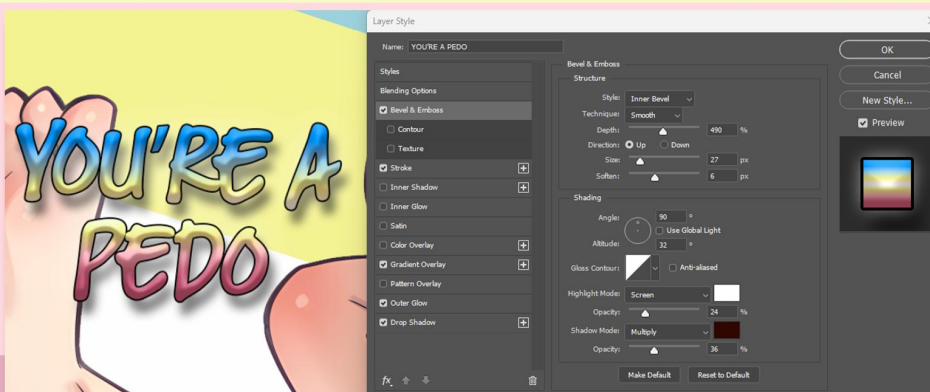 YOU'RE A
PEDO
Layer Style
Name: YOU'RE A PEDO
Styles
Blending Options
Bevel & Emboss
Contour
Texture
Stroke
Inner Shadow
Inner Glow
Satin
Color Overlay
Gradient Overlay
Pattern Overlay
Outer Glow
Drop Shadow
fx
Bevel & Emboss
Structure
Style: Inner Bevel
Technique: Smooth
Depth: 490 %
Direction: Up Down
Size: 27 px
Soften: 6 px
Shading
Angle: 90 °
Use Global Light
Altitude: 32 °
Gloss Contour: Anti-aliased
Highlight Mode: Screen
Opacity: 24 %
Shadow Mode: Multiply
Opacity: 36 %
Make Default Reset to Default
OK
Cancel
New Style...
Preview